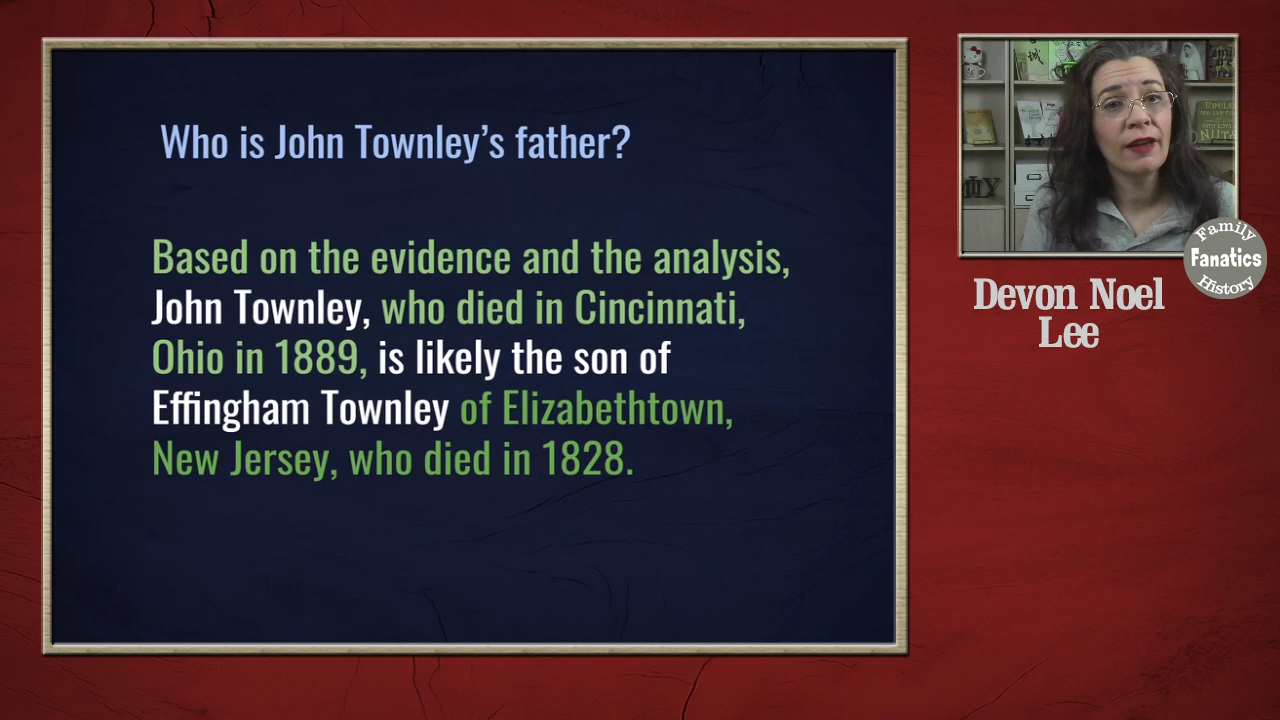 Who is John Townley’s father?
Based on the evidence and the analysis,
John Townley, who died in Cincinnati,
Ohio in 1889, is likely the son of
Effingham Townley of Elizabethtown,
New Jersey, who died in 1828.
Family
Fanatics
History
Devon Noel
Lee